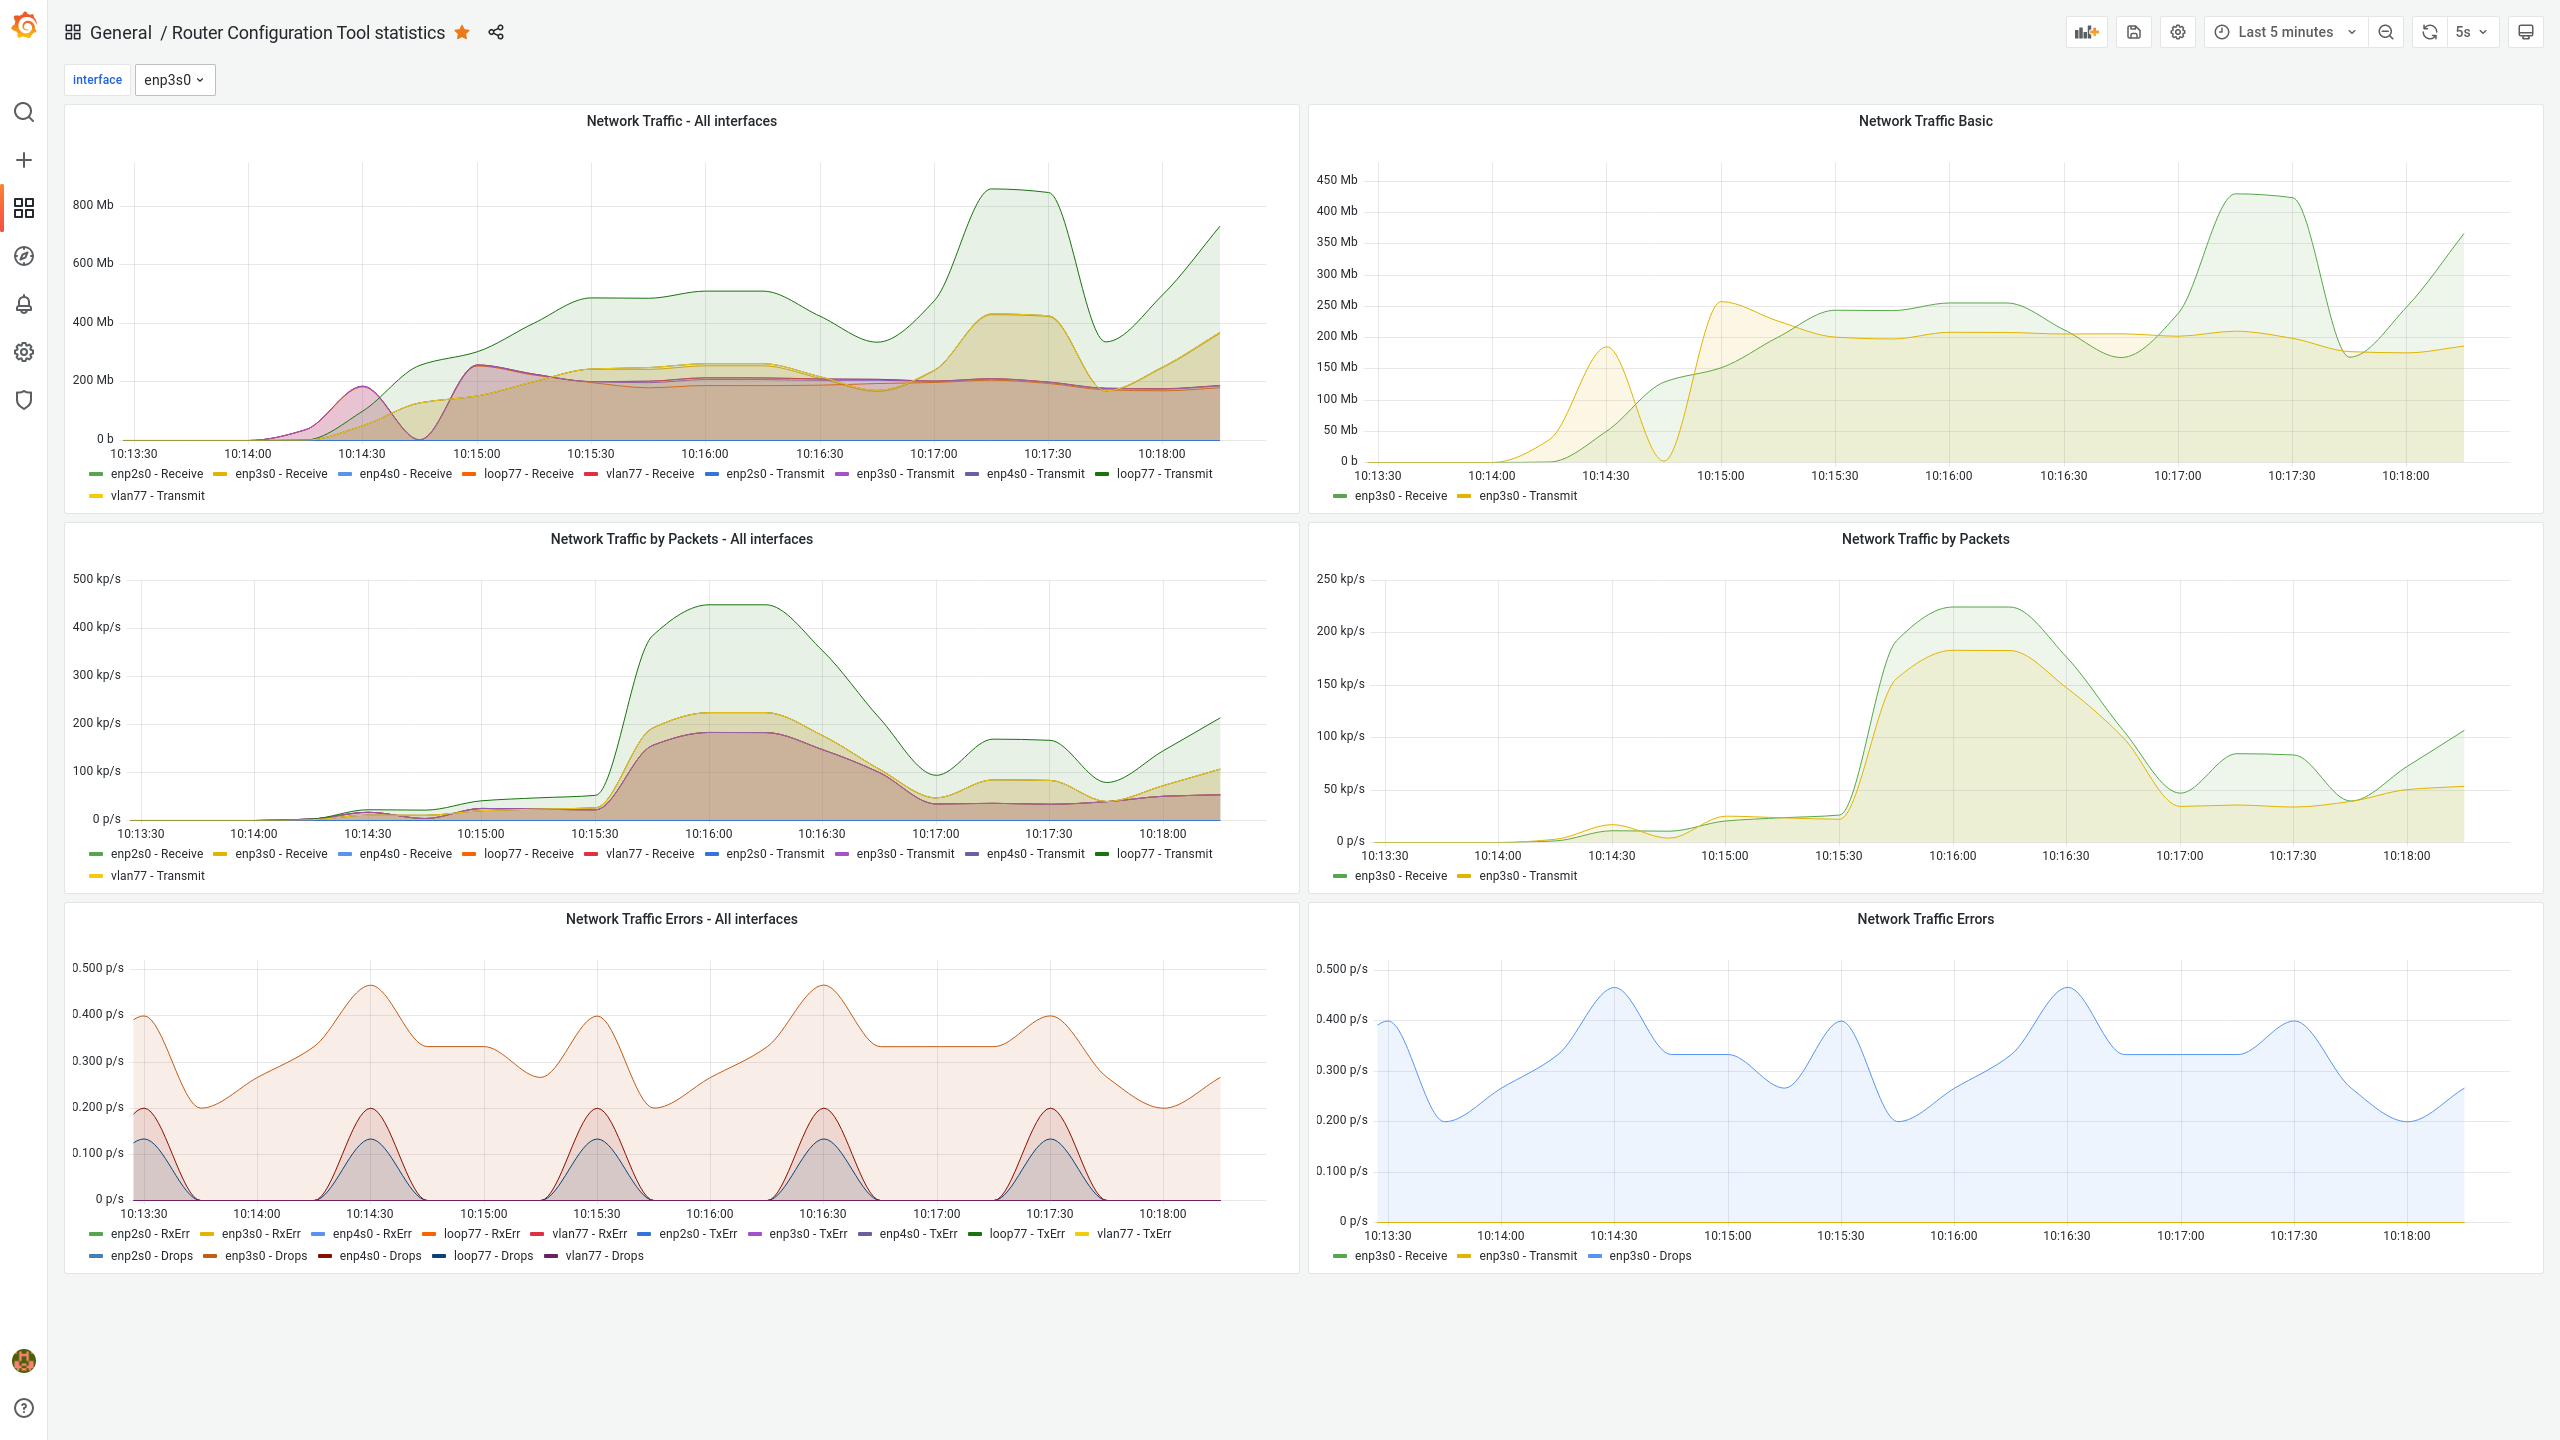 General / Router Configuration Tool statistics
Last 5 minutes
5s
interface
enp3s0
Network Traffic - All interfaces
800 Mb
600 Mb
400 Mb
200 Mb
0 b
10:13:30 10:14:00 10:14:30 10:15:00 10:15:30 10:16:00 10:16:30 10:17:00 10:17:30 10:18:00
enp2s0 - Receive enp3s0 - Receive enp4s0 - Receive loop77 - Receive vlan77 - Receive enp2s0 - Transmit enp3s0 - Transmit enp4s0 - Transmit loop77 - Transmit
vlan77 - Transmit
Network Traffic Basic
450 Mb
400 Mb
350 Mb
300 Mb
250 Mb
200 Mb
150 Mb
100 Mb
50 Mb
0 b
10:13:30 10:14:00 10:14:30 10:15:00 10:15:30 10:16:00 10:16:30 10:17:00 10:17:30 10:18:00
enp3s0 - Receive enp3s0 - Transmit
Network Traffic by Packets - All interfaces
500 kp/s
400 kp/s
300 kp/s
200 kp/s
100 kp/s
0 p/s
10:13:30 10:14:00 10:14:30 10:15:00 10:15:30 10:16:00 10:16:30 10:17:00 10:17:30 10:18:00
enp2s0 - Receive enp3s0 - Receive enp4s0 - Receive loop77 - Receive vlan77 - Receive enp2s0 - Transmit enp3s0 - Transmit enp4s0 - Transmit loop77 - Transmit
vlan77 - Transmit
Network Traffic by Packets
250 kp/s
200 kp/s
150 kp/s
100 kp/s
50 kp/s
0 p/s
10:13:30 10:14:00 10:14:30 10:15:00 10:15:30 10:16:00 10:16:30 10:17:00 10:17:30 10:18:00
enp3s0 - Receive enp3s0 - Transmit
Network Traffic Errors - All interfaces
0.500 p/s
0.400 p/s
0.300 p/s
0.200 p/s
0.100 p/s
0 p/s
10:13:30 10:14:00 10:14:30 10:15:00 10:15:30 10:16:00 10:16:30 10:17:00 10:17:30 10:18:00
enp2s0 - RxErr enp3s0 - RxErr enp4s0 - RxErr loop77 - RxErr vlan77 - RxErr enp2s0 - TxErr enp3s0 - TxErr enp4s0 - TxErr loop77 - TxErr vlan77 - TxErr
enp2s0 - Drops enp3s0 - Drops enp4s0 - Drops loop77 - Drops vlan77 - Drops
Network Traffic Errors
0.500 p/s
0.400 p/s
0.300 p/s
0.200 p/s
0.100 p/s
0 p/s
10:13:30 10:14:00 10:14:30 10:15:00 10:15:30 10:16:00 10:16:30 10:17:00 10:17:30 10:18:00
enp3s0 - Receive enp3s0 - Transmit enp3s0 - Drops